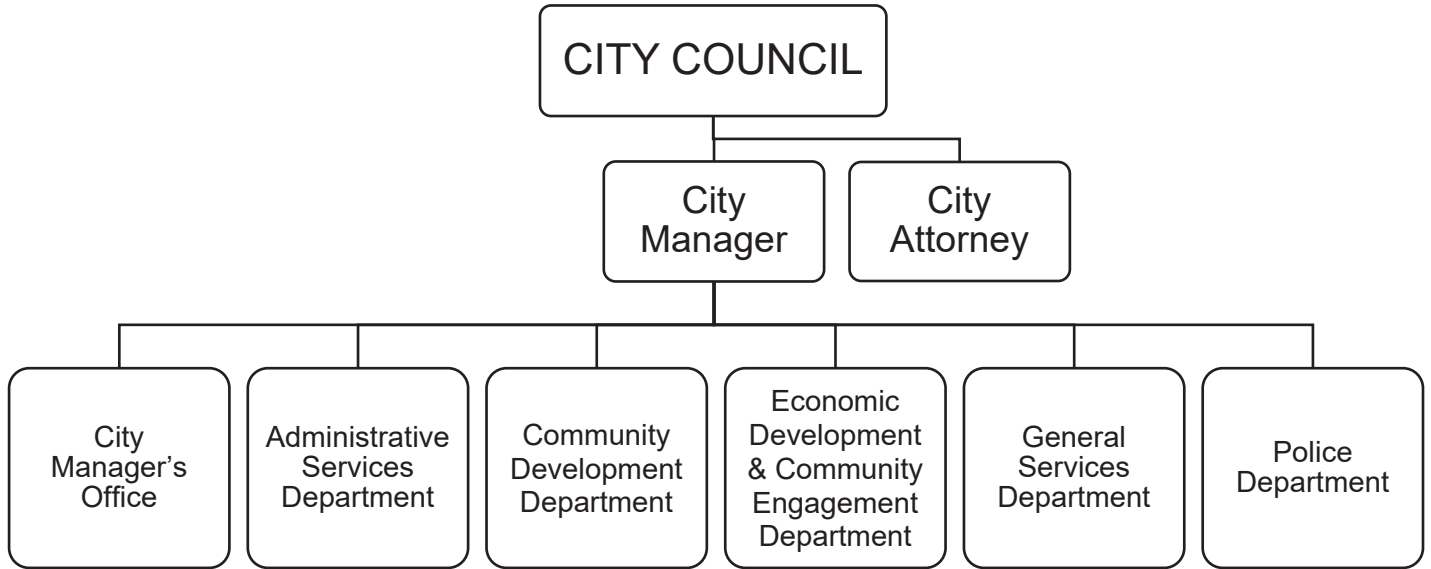 CITY COUNCIL
City
Manager
City
Attorney
City
Manager’s
Office
Administrative
Services
Department
Community
Development
Department
Economic
Development
& Community
Engagement
Department
General
Services
Department
Police
Department